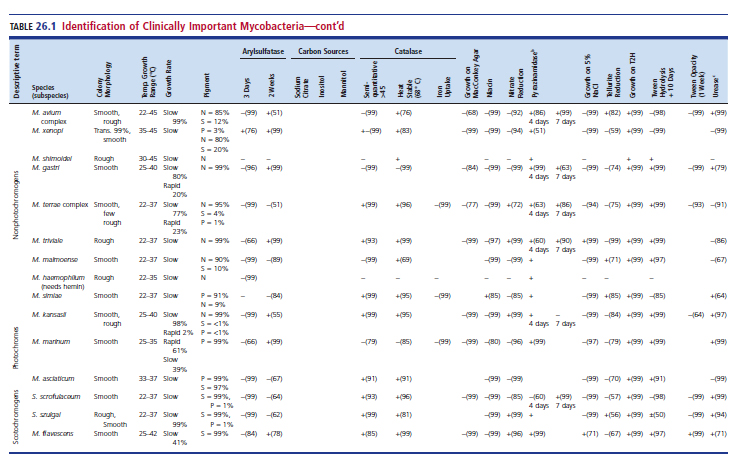 TABLE 26.1 Identification of Clinically Important Mycobacteria—cont'd
Arylsulfatase Carbon Sources Catalase
Descriptive term
Species (subspecies)
Colony Morphology
Temp. Growth Range (°C)
Growth Rate
Pigment
3 Days
2 Weeks
Sodium Citrate
Inositol
Mannitol
Semi-quantitative >45
Heat Stable (68° C)
Iron Uptake
Growth on MacConkey Agar
Niacin
Nitrate Reduction
Pyrazinamidase
Growth on 5% NaCl
Tellurite Reduction
Growth on T2H
Tween Hydrolysis + 10 Days
Tween Opacity (1 Week)
Urease
Nonphotochromogens
M. avium Smooth, 22–45 Slow N = 85% –(99) +(51) –(99) +(76) –(68) –(99) –(92) +(86) +(99) –(99) +(82) +(99) –(98) –(99) +(99)
complex rough 99% S = 12% 4 days 7 days
M. xenopi Trans. 99%, 35–45 Slow P = 3% +(76) +(99) +–(99) +(83) –(99) –(99) –(94) +(51) –(99) –(59) +(99) –(99) –(99)
smooth N = 80%
S = 20%
M. shimoidei Rough 30–45 Slow N – – + – – + – + +
M. gastri Smooth 25–40 Slow N = 99% –(96) +(99) –(99) –(99) –(84) –(99) –(99) +(99) +(63) –(99) –(74) +(99) +(99) –(99) +(79)
80% 4 days 7 days
Rapid
20%
M. terrae complex Smooth, 22–37 Slow N = 95% –(99) –(51) +(99) +(96) –(99) –(77) –(99) +(72) +(63) +(86) –(94) –(75) +(99) +(99) –(93) –(91)
few 77% S = 4% 4 days 7 days
rough Rapid P = 1%
23%
M. triviale Rough 22–37 Slow N = 99% –(66) +(99) +(93) +(99) –(99) –(97) +(99) +(60) +(90) +(99) –(99) +(99) +(99) –(86)
4 days 7 days
M. malmoense Smooth 22–37 Slow N = 90% –(99) –(89) –(99) +(69) –(99) –(99) + –(99) +(71) +(99) +(97) –(67)
S = 10%
M. haemophilum Rough 22–35 Slow N –(99) – – – – – + – – –
(needs hemin)
M. simiae Smooth 22–37 Slow P = 91% – –(84) +(99) +(95) –(99) +(85) –(85) + –(99) +(85) +(99) –(85) +(64)
N = 9%
Photochromes
M. kansasii Smooth, 25–40 Slow N = 99% –(99) +(55) +(99) +(95) –(99) –(99) +(99) + – –(99) –(84) +(99) +(99) –(64) +(97)
rough 98% S = <1% 4 days 7 days
Rapid 2% P = <1%
M. marinum Smooth 25–35 Rapid P = 99% –(66) +(99) –(79) –(85) –(99) –(99) –(80) –(96) +(99) –(97) –(79) +(99) +(99) +(99)
61%
Slow
39%
M. asciaticum Smooth 33–37 Slow P = 99% –(99) –(67) +(91) +(91) –(99) –(99) –(99) –(70) +(99) +(91) –(99)
S = 97%
Scotochromogens
S. scrofulaceum Smooth 22–37 Slow S = 99%, –(99) –(64) +(93) +(96) –(99) –(99) –(85) –(60) +(99) –(99) –(57) +(99) –(98) –(99) +(99)
P = 1% 4 days 7 days
S. szulgai Rough, 22–37 Slow S = 99%, –(99) –(62) +(99) +(81) –(99) +(99) + –(99) +(56) +(99) ±(50) –(99) +(94)
Smooth 99% P = 1%
M. flavescens Smooth 25–42 Slow S = 99% –(84) +(78) +(85) +(99) –(99) –(99) +(96) +(99) +(71) –(67) +(99) +(97) +(99) +(71)
41%